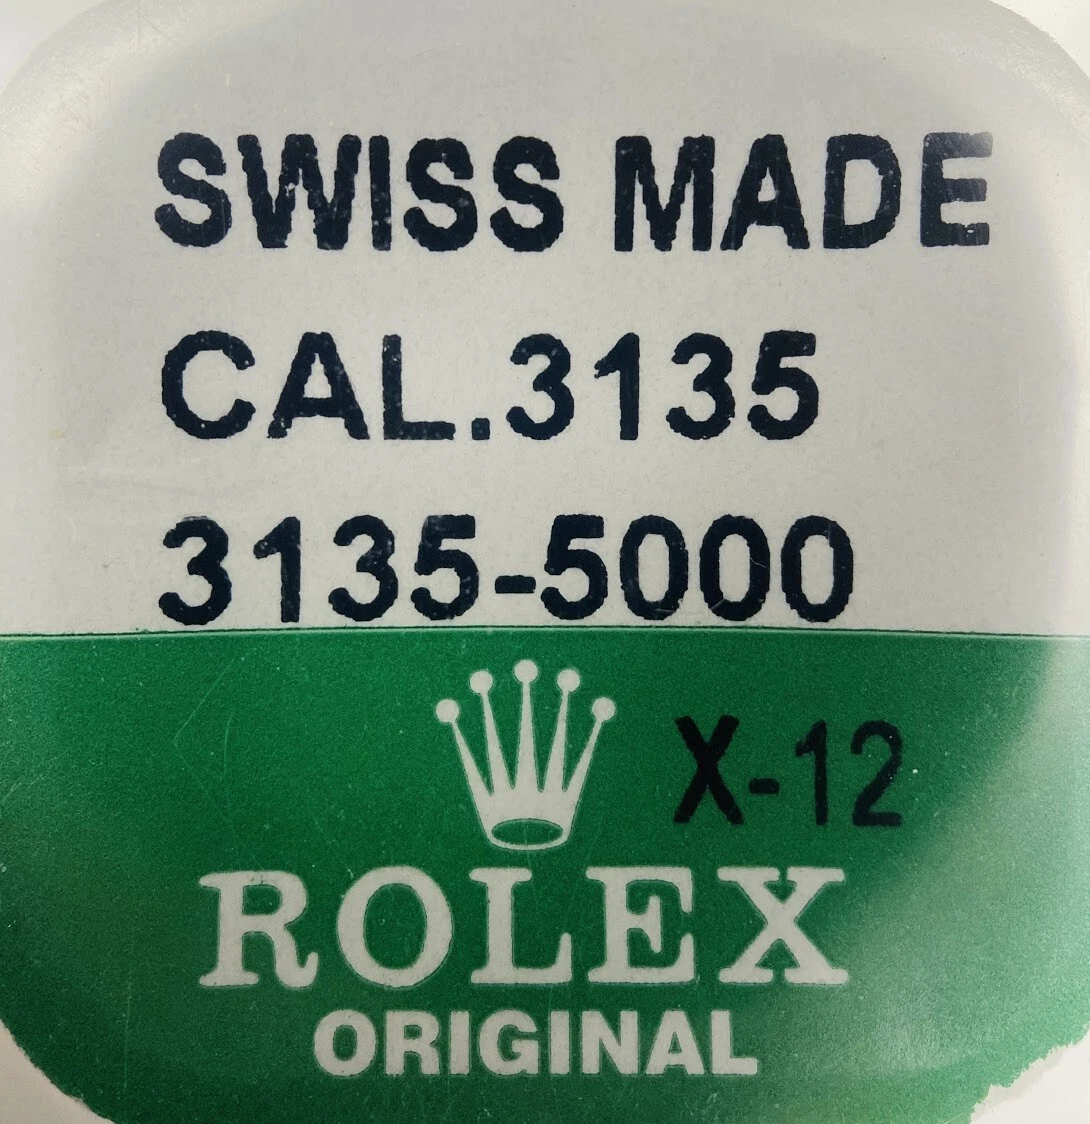 SWISS MADE
CAL.3135
3135-5000
X-12
ROLEX
ORIGINAL